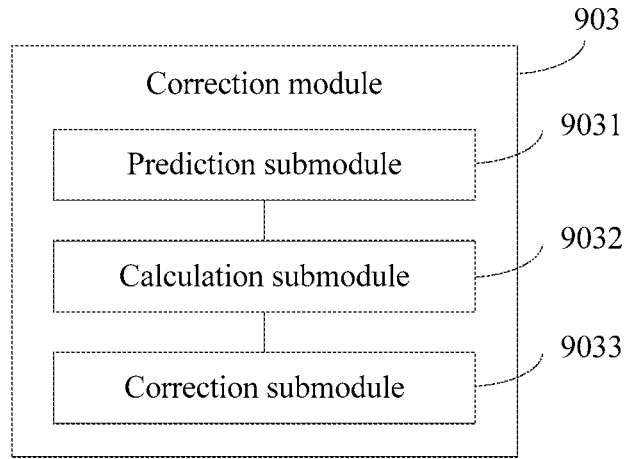 903
Correction module
9031
Prediction submodule
9032
Calculation submodule
9033
Correction submodule